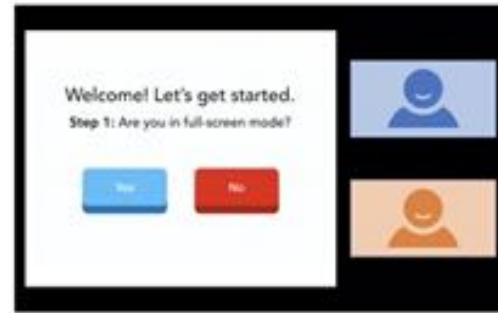 Welcome! Let's get started.
Step 1: Are you in full-screen mode?
Yes
No